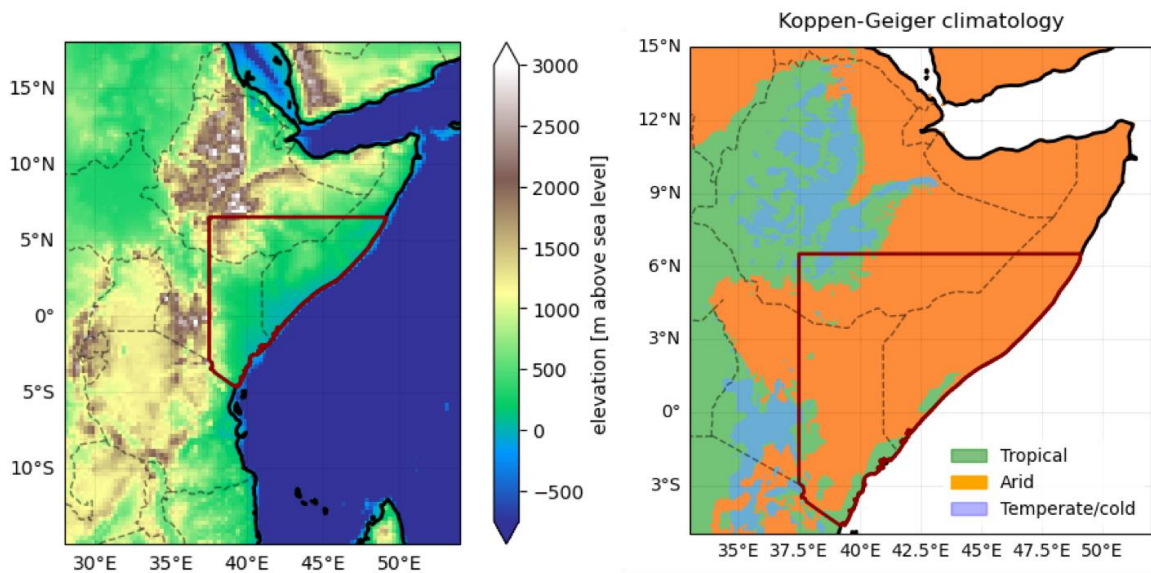 15°N
10°N
5°N
0°
5°S
10°S
30°E
35°E
40°E
45°E
50°E
3000
2500
2000
1500
1000
500
0
−500
elevation [m above sea level]
Koppen-Geiger climatology
15°N
12°N
9°N
6°N
3°N
0°
3°S
35°E
37.5°E
40°E
42.5°E
45°E
47.5°E
50°E
Tropical
Arid
Temperate/cold